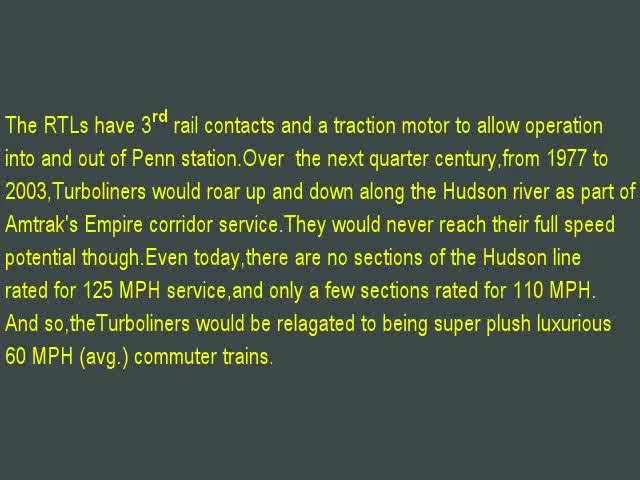 The RTLs have 3rd rail contacts and a traction motor to allow operation
into and out of Penn station.Over  the next quarter century,from 1977 to
2003,Turboliners would roar up and down along the Hudson river as part of
Amtrak's Empire corridor service.They would never reach their full speed
potential though.Even today,there are no sections of the Hudson line
rated for 125 MPH service,and only a few sections rated for 110 MPH.
And so,theTurboliners would be relagated to being super plush luxurious
60 MPH (avg.) commuter trains.